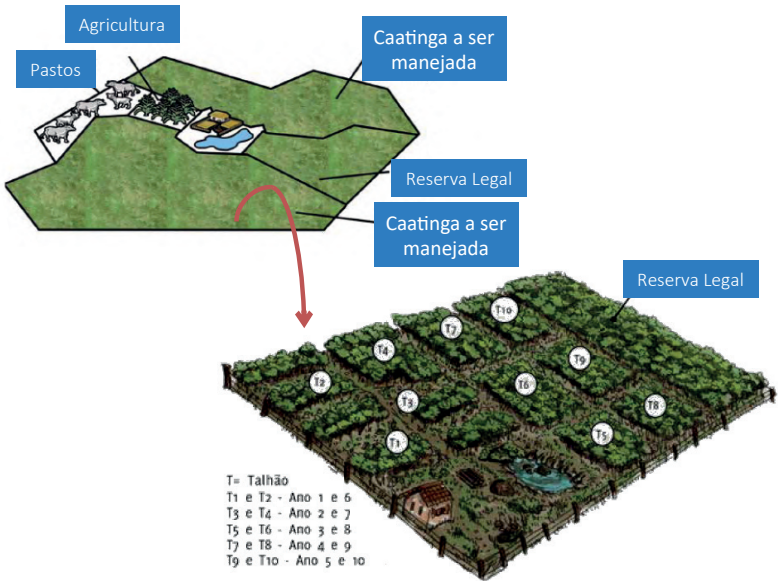 Agricultura
Pastos
Caatinga a ser
manejada
Reserva Legal
Caatinga a ser
manejada
Reserva Legal
T10
T7
T4
T9
T2
T6
T3
T8
T1
T5
T= Talhão
T1 e T2 - Ano 1 e 6
T3 e T4 - Ano 2 e 7
T5 e T6 - Ano 3 e 8
T7 e T8 - Ano 4 e 9
T9 e T10 - Ano 5 e 10